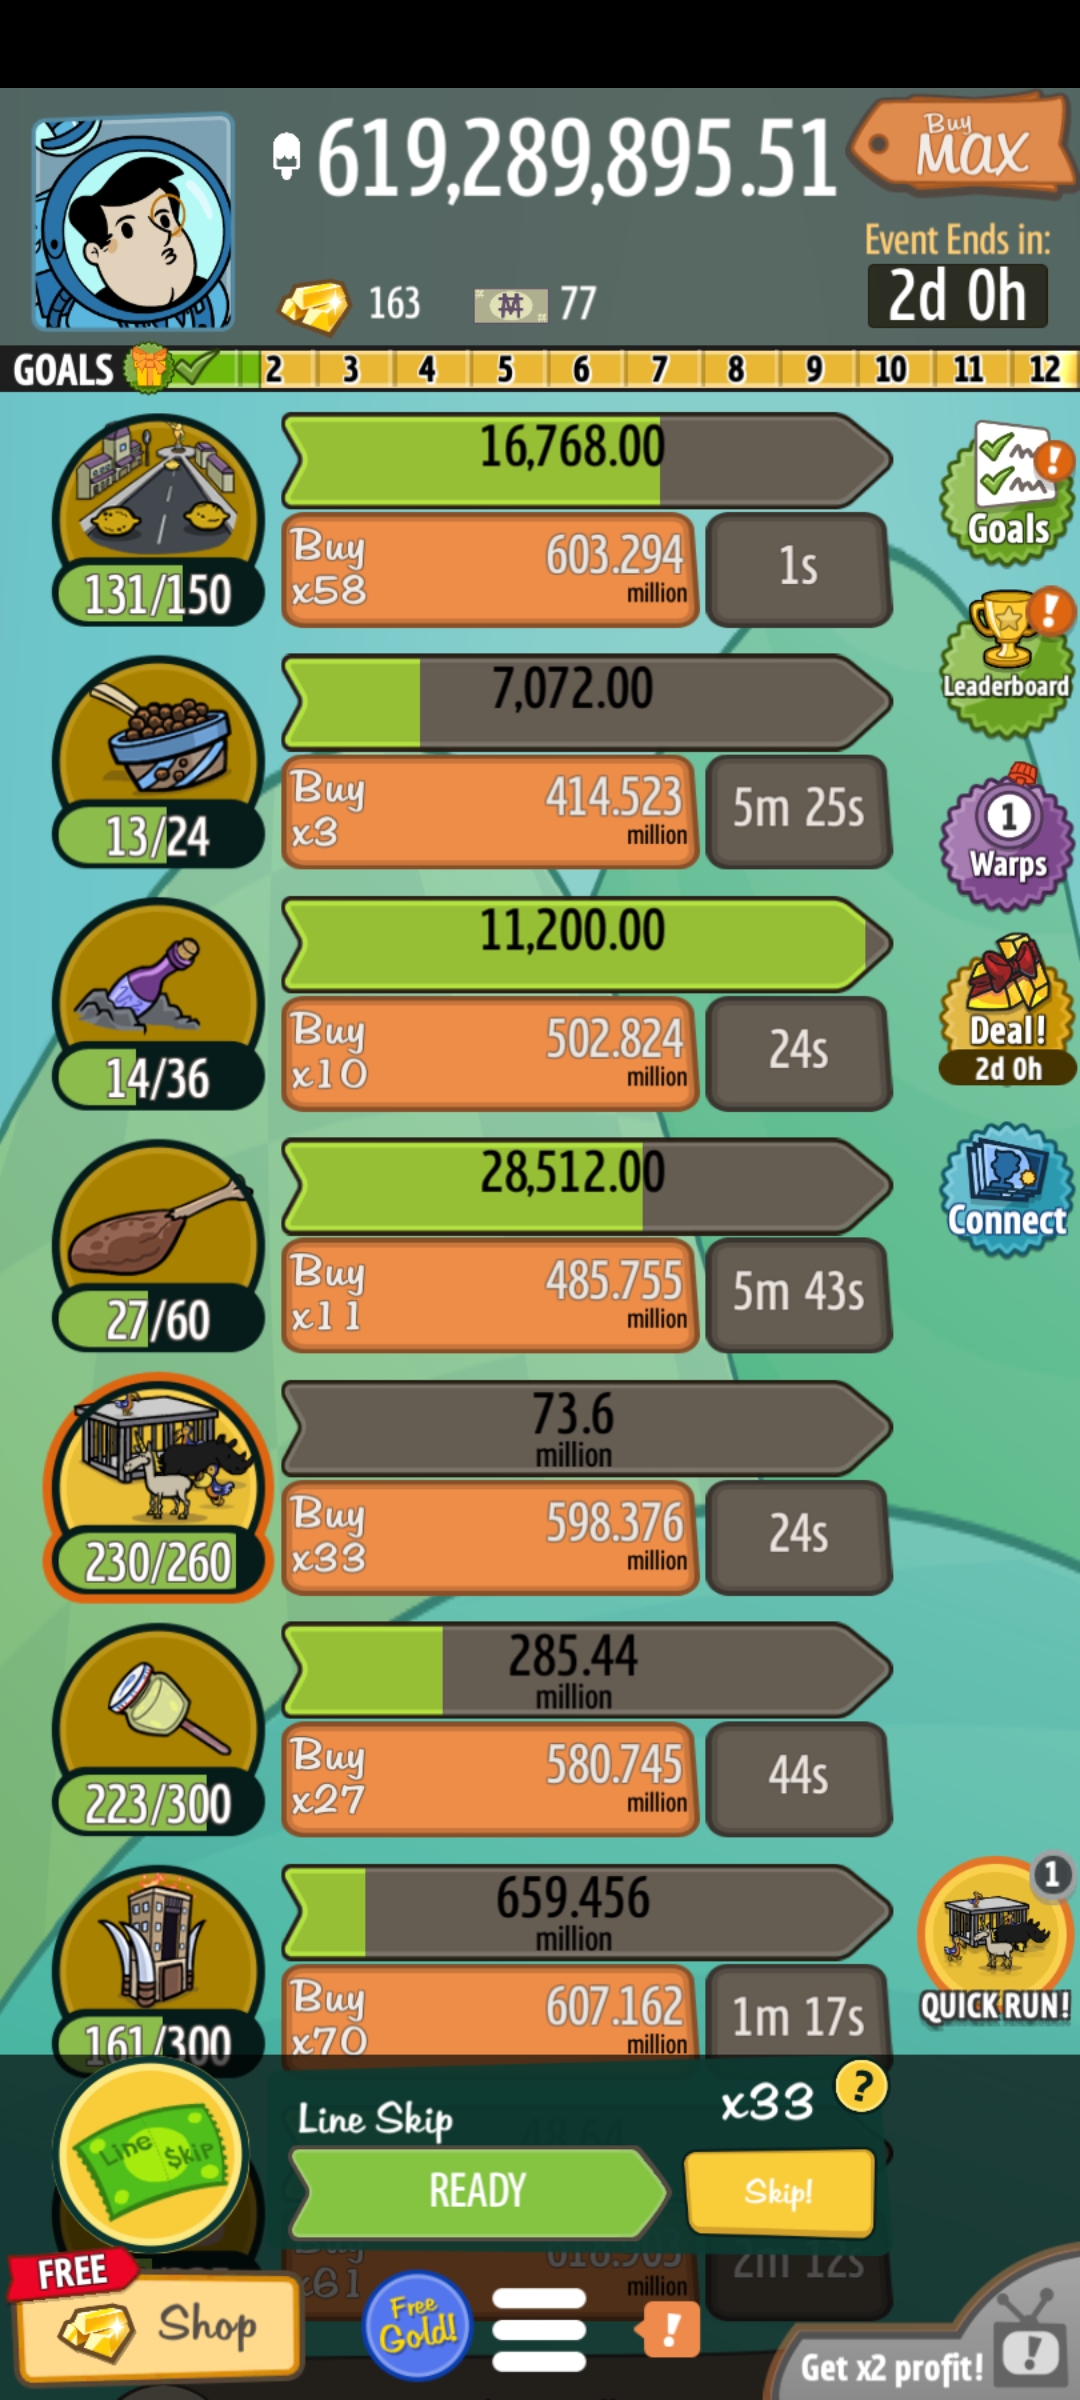 619,289,895.51
Buy
MAX
Event Ends in:
163
77
2d 0h
GOALS 2 3 4 5 6 7 8 9 10 11 12
16,768.00
Buy
x58
603.294
million
1s
131/150
Goals
7,072.00
Buy
x3
414.523
million
5m 25s
13/24
Leaderboard
11,200.00
Buy
x10
502.824
million
24s
14/36
1
Warps
Deal!
2d 0h
28,512.00
Buy
x11
485.755
million
5m 43s
27/60
Connect
73.6
million
Buy
x33
598.376
million
24s
230/260
285.44
million
Buy
x27
580.745
million
44s
223/300
659.456
million
Buy
x70
607.162
million
1m 17s
161/300
1
QUICK RUN!
Line Skip
x33
?
Line $kip
READY
Skip!
48.64
Buy
x61
million
2m 12s
FREE
Shop
Free
Gold!
!
Get x2 profit!